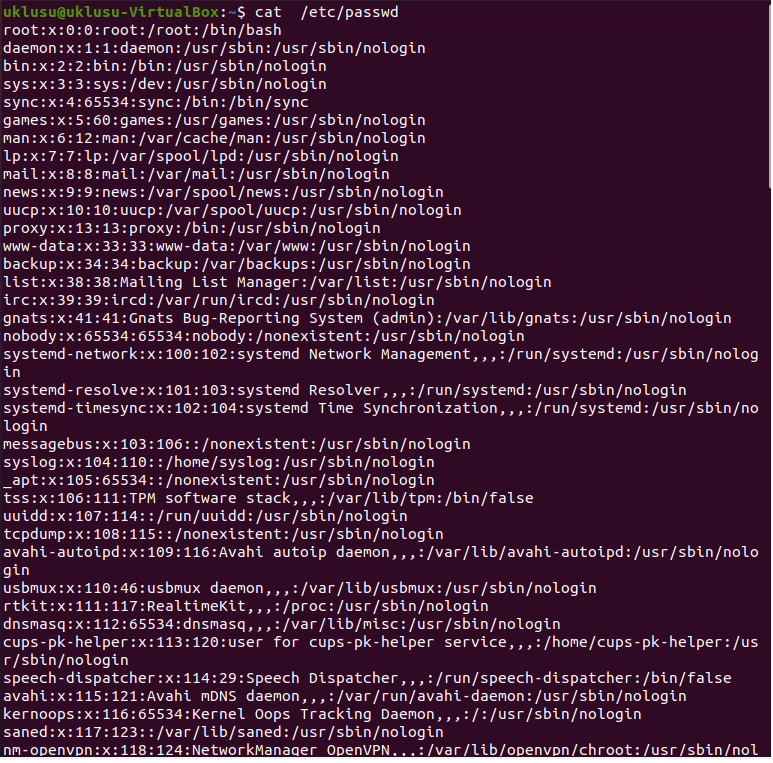 uklusu@uklusu-VirtualBox:~$ cat  /etc/passwd
root:x:0:0:root:/root:/bin/bash
daemon:x:1:1:daemon:/usr/sbin:/usr/sbin/nologin
bin:x:2:2:bin:/bin:/usr/sbin/nologin
sys:x:3:3:sys:/dev:/usr/sbin/nologin
sync:x:4:65534:sync:/bin:/bin/sync
games:x:5:60:games:/usr/games:/usr/sbin/nologin
man:x:6:12:man:/var/cache/man:/usr/sbin/nologin
lp:x:7:7:lp:/var/spool/lpd:/usr/sbin/nologin
mail:x:8:8:mail:/var/mail:/usr/sbin/nologin
news:x:9:9:news:/var/spool/news:/usr/sbin/nologin
uucp:x:10:10:uucp:/var/spool/uucp:/usr/sbin/nologin
proxy:x:13:13:proxy:/bin:/usr/sbin/nologin
www-data:x:33:33:www-data:/var/www:/usr/sbin/nologin
backup:x:34:34:backup:/var/backups:/usr/sbin/nologin
list:x:38:38:Mailing List Manager:/var/list:/usr/sbin/nologin
irc:x:39:39:ircd:/var/run/ircd:/usr/sbin/nologin
gnats:x:41:41:Gnats Bug-Reporting System (admin):/var/lib/gnats:/usr/sbin/nologin
nobody:x:65534:65534:nobody:/nonexistent:/usr/sbin/nologin
systemd-network:x:100:102:systemd Network Management,,,:/run/systemd:/usr/sbin/nolog
in
systemd-resolve:x:101:103:systemd Resolver,,,:/run/systemd:/usr/sbin/nologin
systemd-timesync:x:102:104:systemd Time Synchronization,,,:/run/systemd:/usr/sbin/no
login
messagebus:x:103:106::/nonexistent:/usr/sbin/nologin
syslog:x:104:110::/home/syslog:/usr/sbin/nologin
_apt:x:105:65534::/nonexistent:/usr/sbin/nologin
tss:x:106:111:TPM software stack,,,:/var/lib/tpm:/bin/false
uuidd:x:107:114::/run/uuidd:/usr/sbin/nologin
tcpdump:x:108:115::/nonexistent:/usr/sbin/nologin
avahi-autoipd:x:109:116:Avahi autoip daemon,,,:/var/lib/avahi-autoipd:/usr/sbin/nolo
gin
usbmux:x:110:46:usbmux daemon,,,:/var/lib/usbmux:/usr/sbin/nologin
rtkit:x:111:117:RealtimeKit,,,:/proc:/usr/sbin/nologin
dnsmasq:x:112:65534:dnsmasq,,,:/var/lib/misc:/usr/sbin/nologin
cups-pk-helper:x:113:120:user for cups-pk-helper service,,,:/home/cups-pk-helper:/us
r/sbin/nologin
speech-dispatcher:x:114:29:Speech Dispatcher,,,:/run/speech-dispatcher:/bin/false
avahi:x:115:121:Avahi mDNS daemon,,,:/var/run/avahi-daemon:/usr/sbin/nologin
kernoops:x:116:65534:Kernel Oops Tracking Daemon,,,:/:/usr/sbin/nologin
saned:x:117:123::/var/lib/saned:/usr/sbin/nologin
nm-openvpn:x:118:124:NetworkManager OpenVPN,,,:/var/lib/openvpn/chroot:/usr/sbin/nol